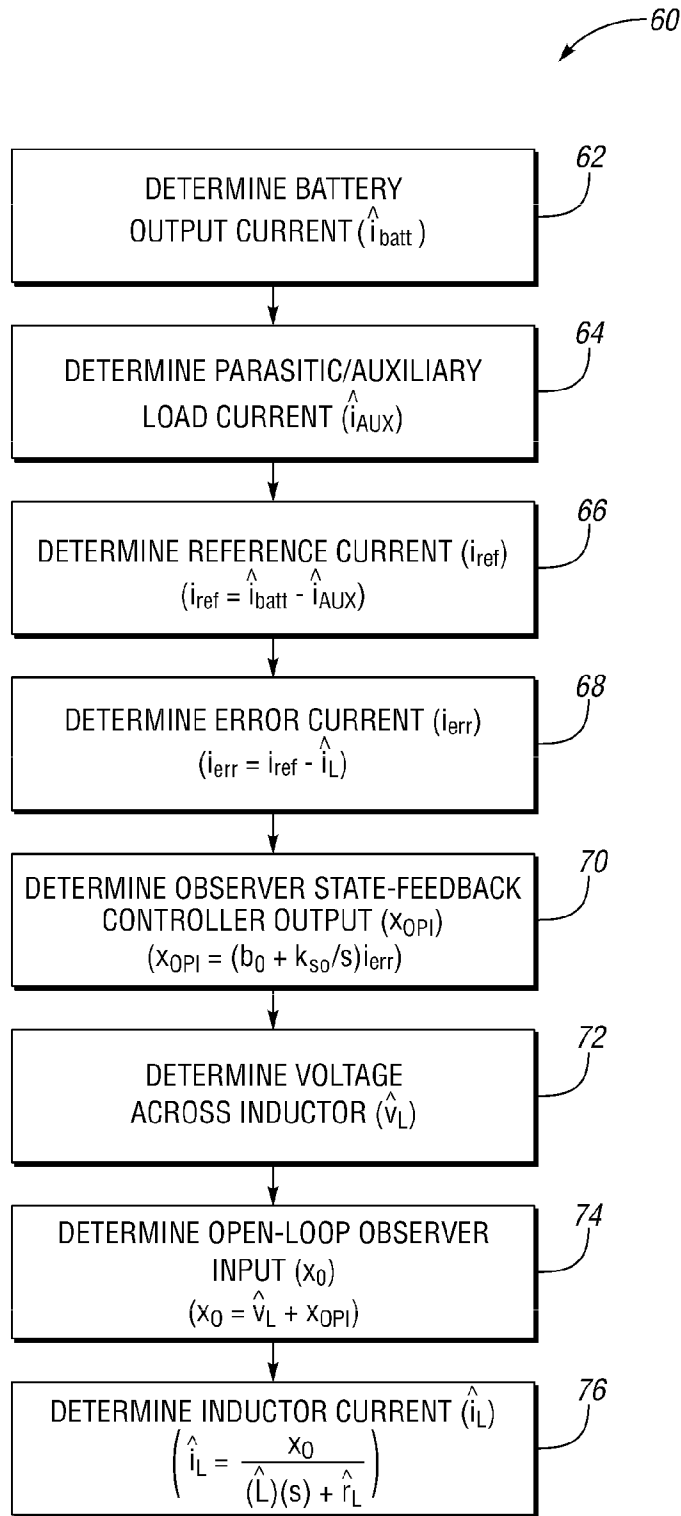 60
62
DETERMINE BATTERY
OUTPUT CURRENT (î_batt)
64
DETERMINE PARASITIC/AUXILIARY
LOAD CURRENT (î_AUX)
66
DETERMINE REFERENCE CURRENT (i_ref)
(i_ref = î_batt - î_AUX)
68
DETERMINE ERROR CURRENT (i_err)
(i_err = i_ref - î_L)
70
DETERMINE OBSERVER STATE-FEEDBACK
CONTROLLER OUTPUT (x_OPI)
(x_OPI = (b_0 + k_so/s)i_err)
72
DETERMINE VOLTAGE
ACROSS INDUCTOR (v̂_L)
74
DETERMINE OPEN-LOOP OBSERVER
INPUT (x_0)
(x_O = v̂_L + x_OPI)
76
DETERMINE INDUCTOR CURRENT (î_L)
(î_L = x_0 / (L̂)(s) + r̂_L)